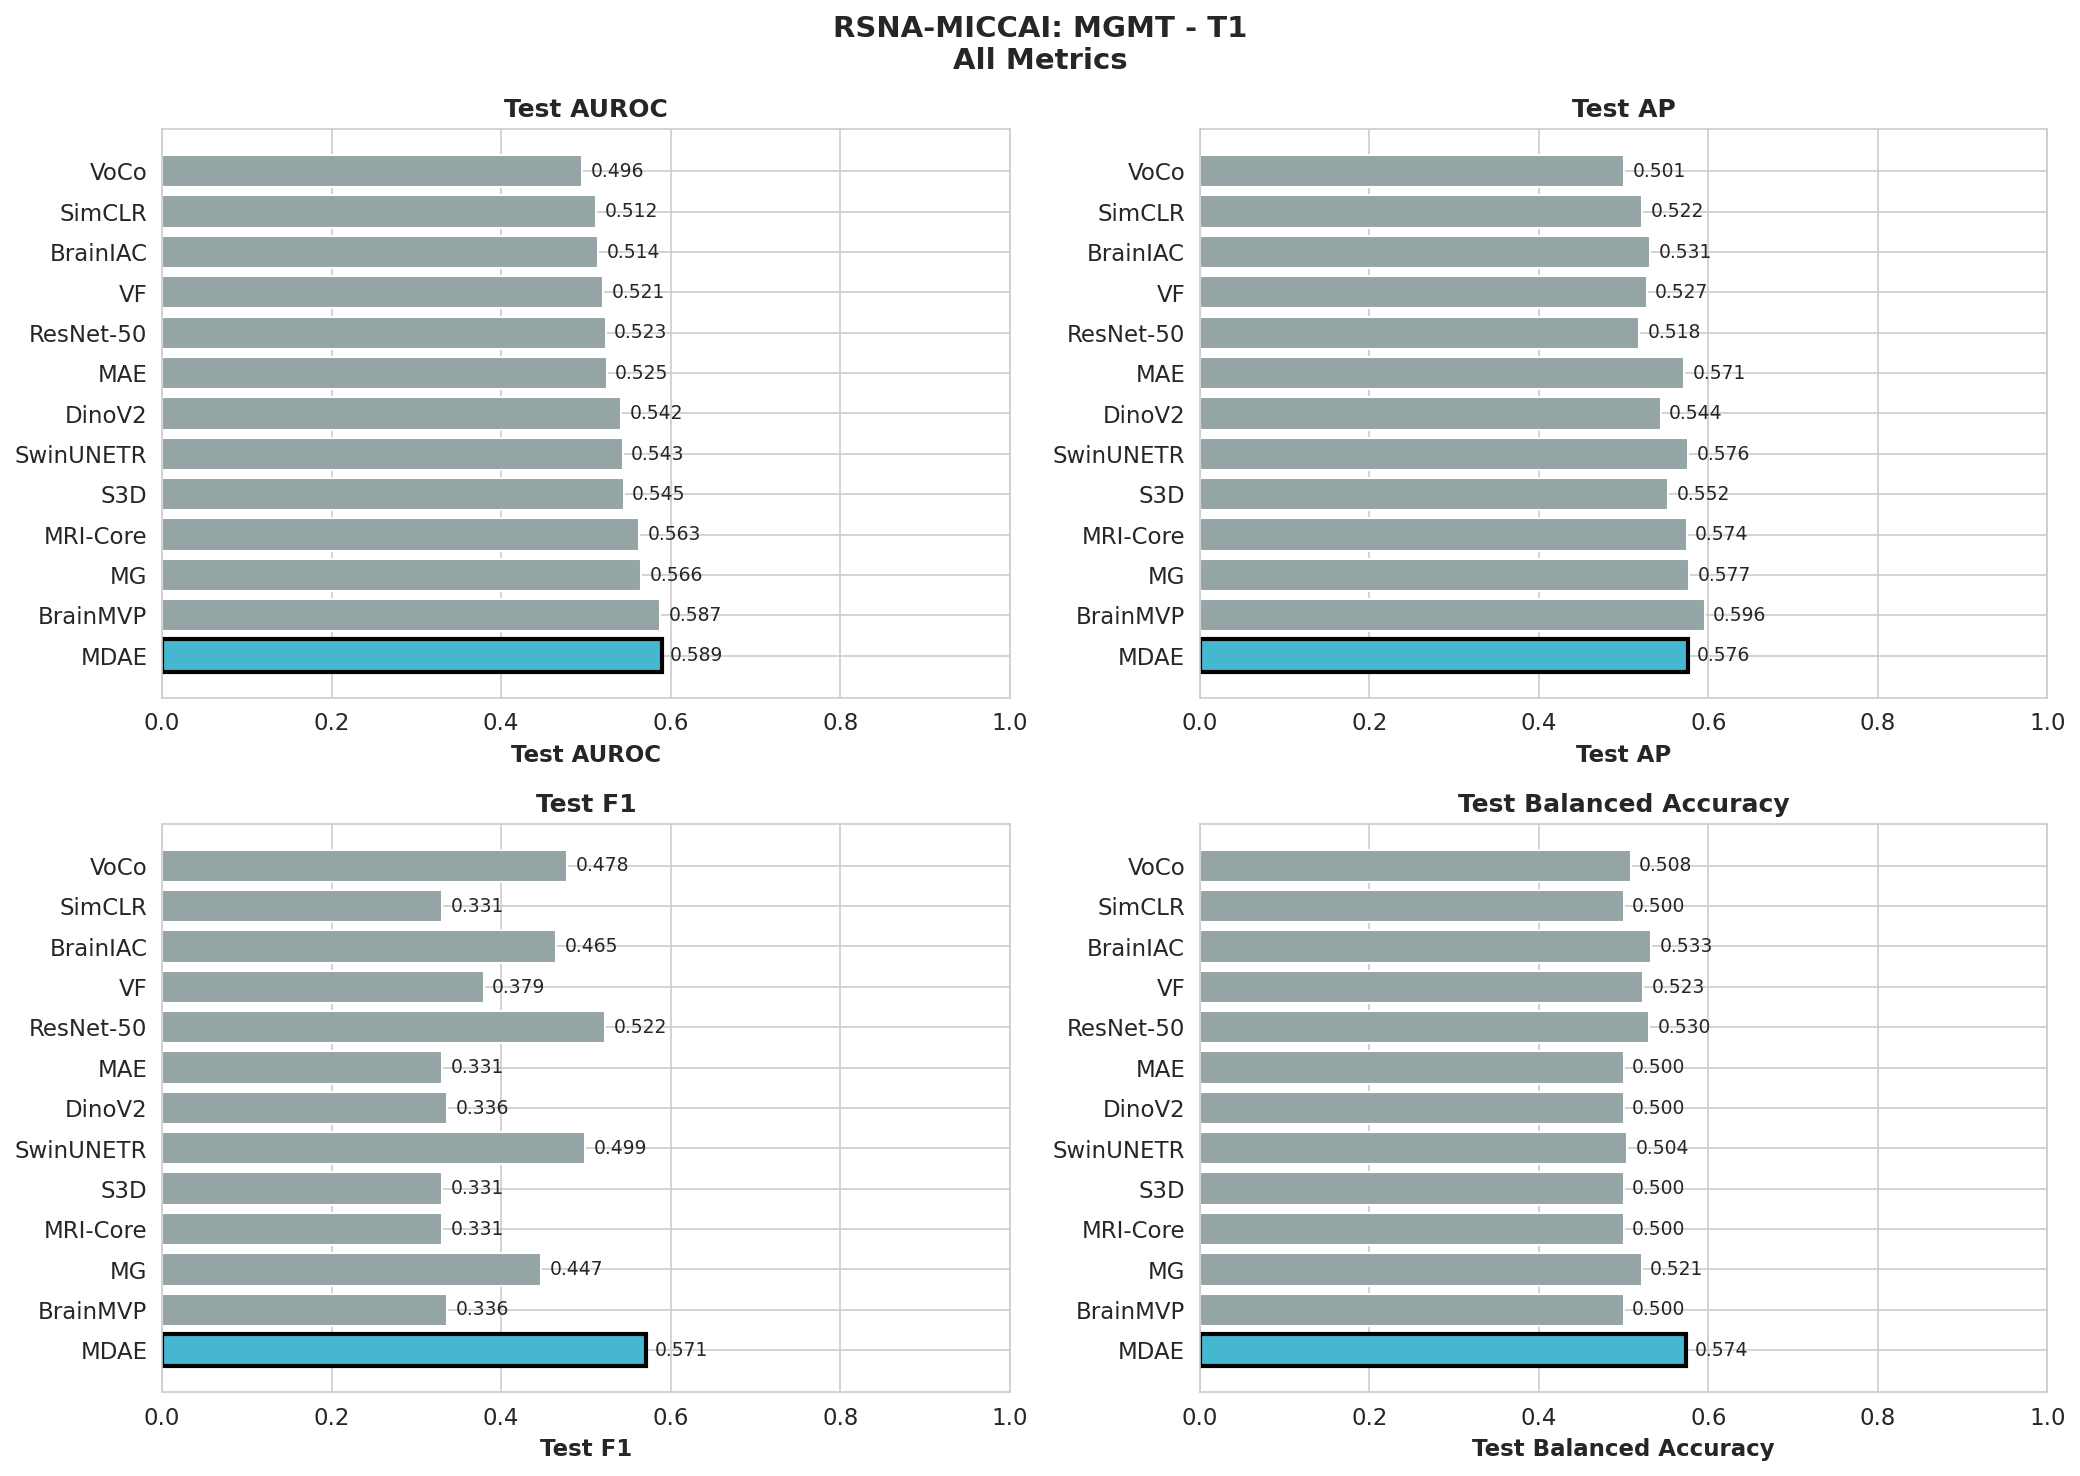 RSNA-MICCAI: MGMT - T1
All Metrics
Test AUROC
VoCo 0.496
SimCLR 0.512
BrainIAC 0.514
VF 0.521
ResNet-50 0.523
MAE 0.525
DinoV2 0.542
SwinUNETR 0.543
S3D 0.545
MRI-Core 0.563
MG 0.566
BrainMVP 0.587
MDAE 0.589
0.0 0.2 0.4 0.6 0.8 1.0
Test AUROC
Test AP
VoCo 0.501
SimCLR 0.522
BrainIAC 0.531
VF 0.527
ResNet-50 0.518
MAE 0.571
DinoV2 0.544
SwinUNETR 0.576
S3D 0.552
MRI-Core 0.574
MG 0.577
BrainMVP 0.596
MDAE 0.576
0.0 0.2 0.4 0.6 0.8 1.0
Test AP
Test F1
VoCo 0.478
SimCLR 0.331
BrainIAC 0.465
VF 0.379
ResNet-50 0.522
MAE 0.331
DinoV2 0.336
SwinUNETR 0.499
S3D 0.331
MRI-Core 0.331
MG 0.447
BrainMVP 0.336
MDAE 0.571
0.0 0.2 0.4 0.6 0.8 1.0
Test F1
Test Balanced Accuracy
VoCo 0.508
SimCLR 0.500
BrainIAC 0.533
VF 0.523
ResNet-50 0.530
MAE 0.500
DinoV2 0.500
SwinUNETR 0.504
S3D 0.500
MRI-Core 0.500
MG 0.521
BrainMVP 0.500
MDAE 0.574
0.0 0.2 0.4 0.6 0.8 1.0
Test Balanced Accuracy